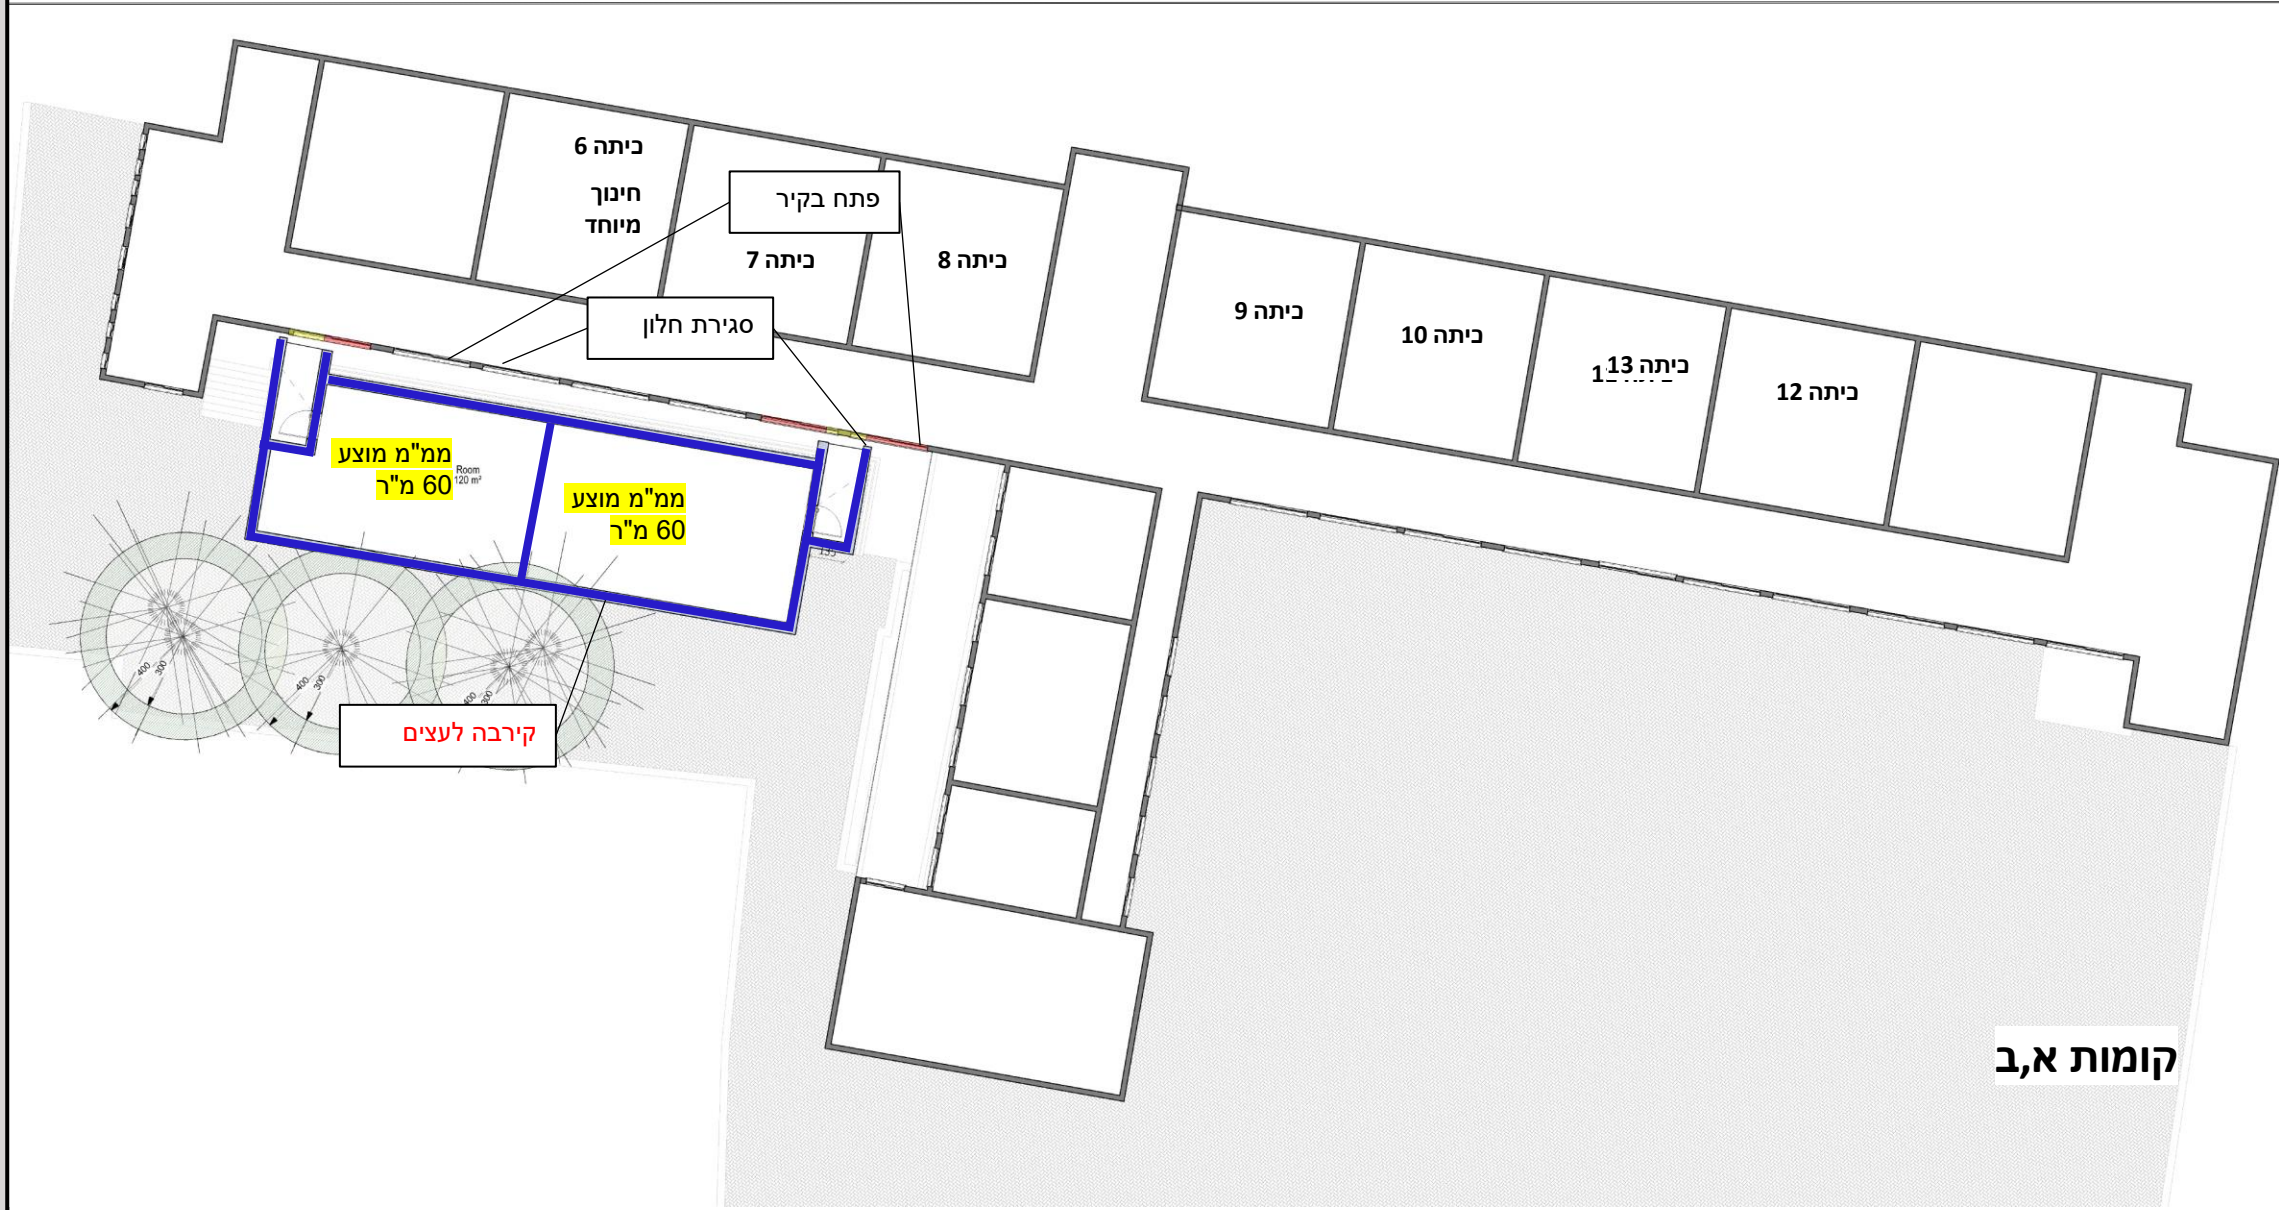 כיתה 6
חינוך
מיוחד
פתח בקיר
כיתה 7
כיתה 8
סגירת חלון
כיתה 9
כיתה 10
כיתה 13
כיתה 12
ממ"מ מוצע
60 מ"ר
Room
120 m²
ממ"מ מוצע
60 מ"ר
135
400
300
400
300
400
300
קירבה לעצים
קומות א,ב